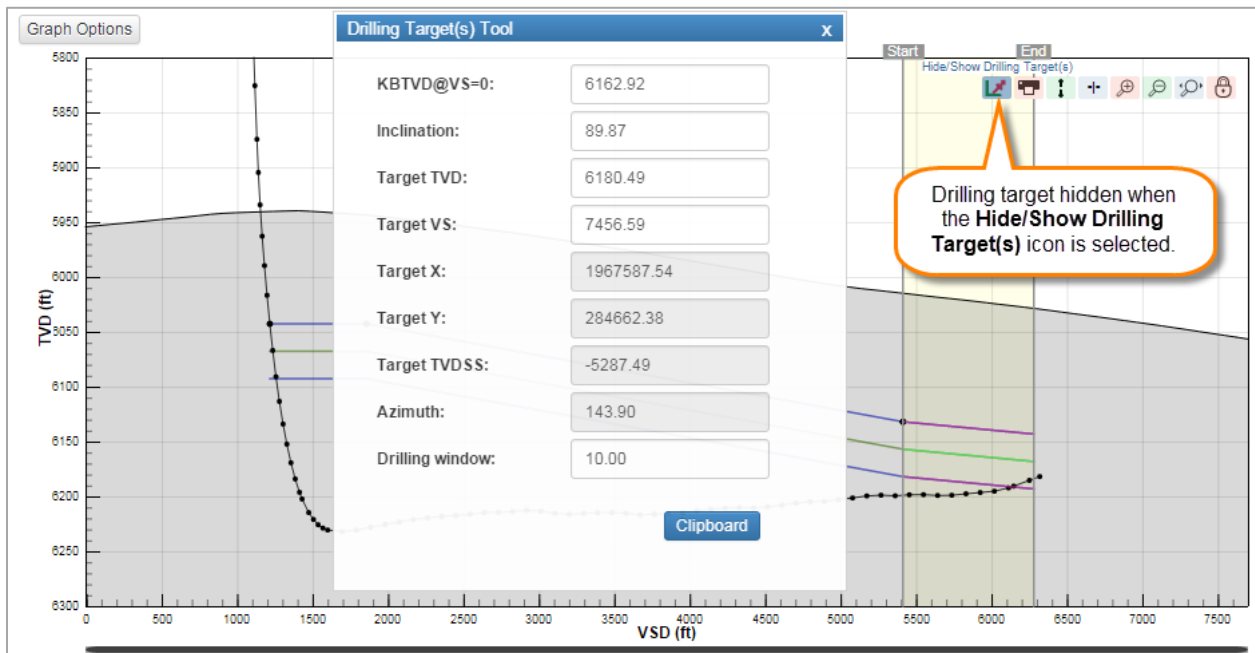 Graph Options
Drilling Target(s) Tool
x
KBTVD@VS=0:
6162.92
Inclination:
89.87
Target TVD:
6180.49
Target VS:
7456.59
Target X:
1967587.54
Target Y:
284662.38
Target TVDSS:
-5287.49
Azimuth:
143.90
Drilling window:
10.00
Clipboard
Start
End
Hide/Show Drilling Target(s)
Drilling target hidden when
the Hide/Show Drilling
Target(s) icon is selected.
TVD (ft)
5800
5850
5900
5950
6000
6050
6100
6150
6200
6250
6300
0
500
1000
1500
2000
2500
3000
3500
4000
4500
5000
5500
6000
6500
7000
7500
VSD (ft)